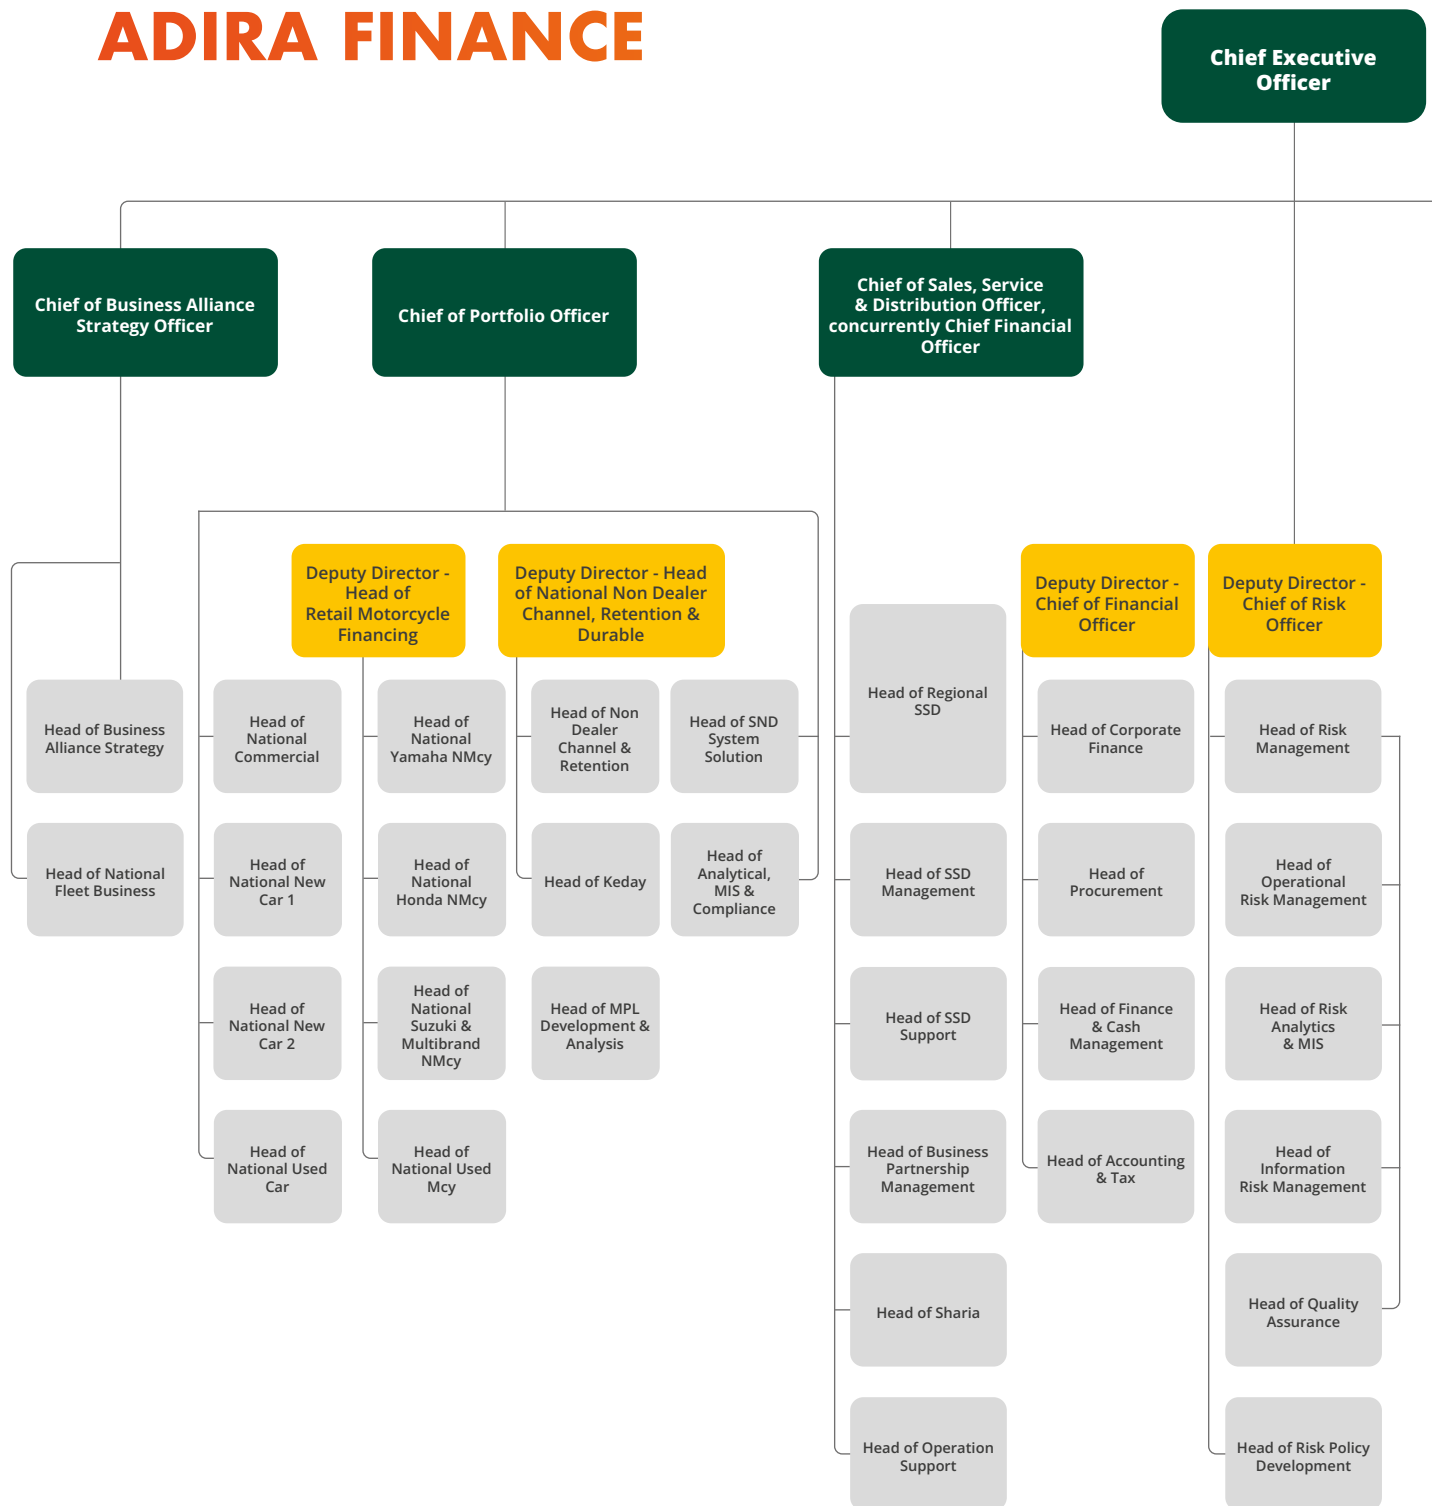 ADIRA FINANCE
Chief Executive
Officer
Chief of Business Alliance
Strategy Officer
Chief of Portfolio Officer
Chief of Sales, Service
& Distribution Officer,
concurrently Chief Financial
Officer
Deputy Director -
Head of
Retail Motorcycle
Financing
Deputy Director - Head
of National Non Dealer
Channel, Retention &
Durable
Deputy Director -
Chief of Financial
Officer
Deputy Director -
Chief of Risk
Officer
Head of Business
Alliance Strategy
Head of
National
Commercial
Head of
National
Yamaha NMcy
Head of Non
Dealer
Channel &
Retention
Head of SND
System
Solution
Head of Regional
SSD
Head of Corporate
Finance
Head of Risk
Management
Head of National
Fleet Business
Head of
National New
Car 1
Head of
National
Honda NMcy
Head of Keday
Head of
Analytical,
MIS &
Compliance
Head of SSD
Management
Head of
Procurement
Head of
Operational
Risk Management
Head of
National New
Car 2
Head of
National
Suzuki &
Multibrand
NMcy
Head of MPL
Development &
Analysis
Head of SSD
Support
Head of Finance
& Cash
Management
Head of Risk
Analytics
& MIS
Head of
National Used
Car
Head of
National Used
Mcy
Head of Business
Partnership
Management
Head of Accounting
& Tax
Head of
Information
Risk Management
Head of Sharia
Head of Quality
Assurance
Head of Operation
Support
Head of Risk Policy
Development